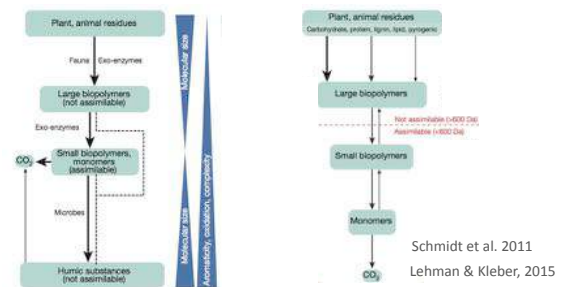 Plant, animal residues
Fauna
Exo-enzymes
Large biopolymers
(not assimilable)
Exo-enzymes
Small biopolymers,
monomers
(assimilable)
CO₂
Microbes
Humic substances
(not assimilable)
Molecular size
Molecular size
Aromaticity, oxidation, complexity
Plant, animal residues
Carbohydrate, protein, lignin, lipid, pyrogenic
Large biopolymers
Not assimilable (>600 Da)
Assimilable (<600 Da)
Small biopolymers
Monomers
CO₂
Schmidt et al. 2011
Lehman & Kleber, 2015